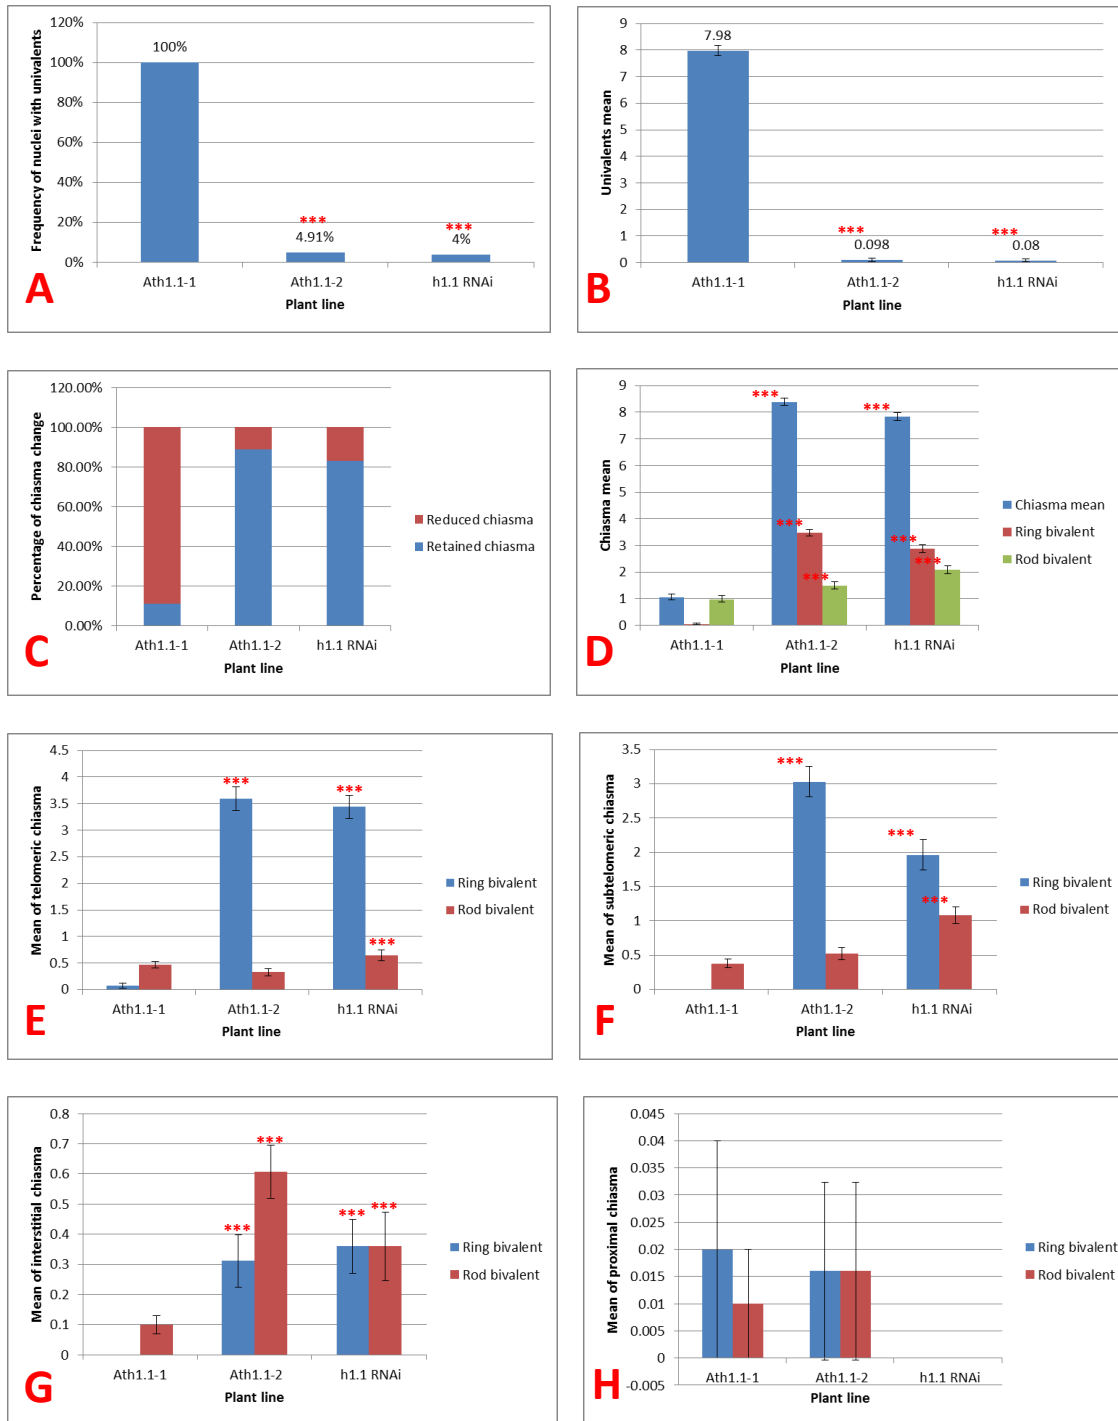 120%
100%
80%
60%
40%
20%
0%
Frequency of nuclei with univalents
100%
***
4.91%
***
4%
Ath1.1-1 Ath1.1-2 h1.1 RNAi
Plant line
A
9
8
7
6
5
4
3
2
1
0
Univalents mean
7.98
***
0.098
***
0.08
Ath1.1-1 Ath1.1-2 h1.1 RNAi
Plant line
B
120.00%
100.00%
80.00%
60.00%
40.00%
20.00%
0.00%
Percentage of chiasma change
Reduced chiasma
Retained chiasma
Ath1.1-1 Ath1.1-2 h1.1 RNAi
Plant line
C
9
8
7
6
5
4
3
2
1
0
Chiasma mean
***
***
***
***
***
***
Chiasma mean
Ring bivalent
Rod bivalent
Ath1.1-1 Ath1.1-2 h1.1 RNAi
Plant line
D
4.5
4
3.5
3
2.5
2
1.5
1
0.5
0
Mean of telomeric chiasma
***
***
***
Ring bivalent
Rod bivalent
Ath1.1-1 Ath1.1-2 h1.1 RNAi
Plant line
E
3.5
3
2.5
2
1.5
1
0.5
0
Mean of subtelomeric chiasma
***
***
***
Ring bivalent
Rod bivalent
Ath1.1-1 Ath1.1-2 h1.1 RNAi
Plant line
F
0.8
0.7
0.6
0.5
0.4
0.3
0.2
0.1
0
Mean of interstitial chiasma
***
***
*** ***
Ring bivalent
Rod bivalent
Ath1.1-1 Ath1.1-2 h1.1 RNAi
Plant line
G
0.045
0.04
0.035
0.03
0.025
0.02
0.015
0.01
0.005
0
-0.005
Mean of proximal chiasma
Ring bivalent
Rod bivalent
Ath1.1-1 Ath1.1-2 h1.1 RNAi
Plant line
H